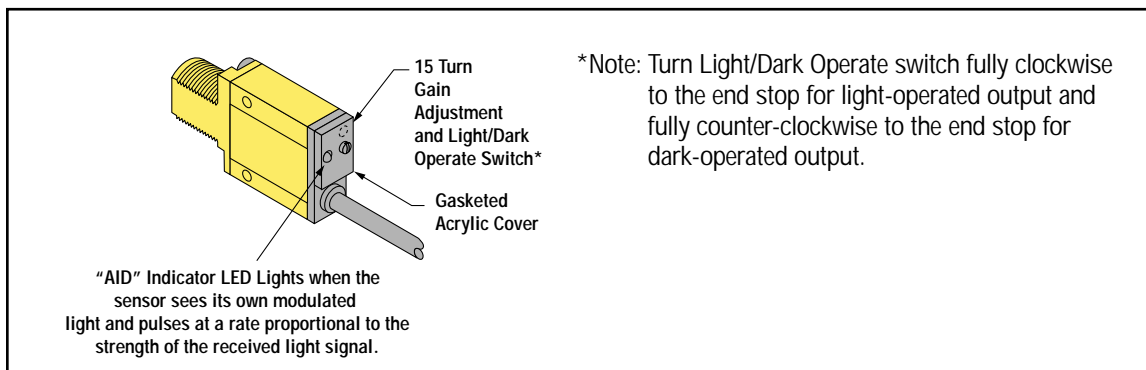 15 Turn
Gain
Adjustment
and Light/Dark
Operate Switch*
Gasketed
Acrylic Cover
“AID” Indicator LED Lights when the
sensor sees its own modulated
light and pulses at a rate proportional to the
strength of the received light signal.
*Note: Turn Light/Dark Operate switch fully clockwise
to the end stop for light-operated output and
fully counter-clockwise to the end stop for
dark-operated output.